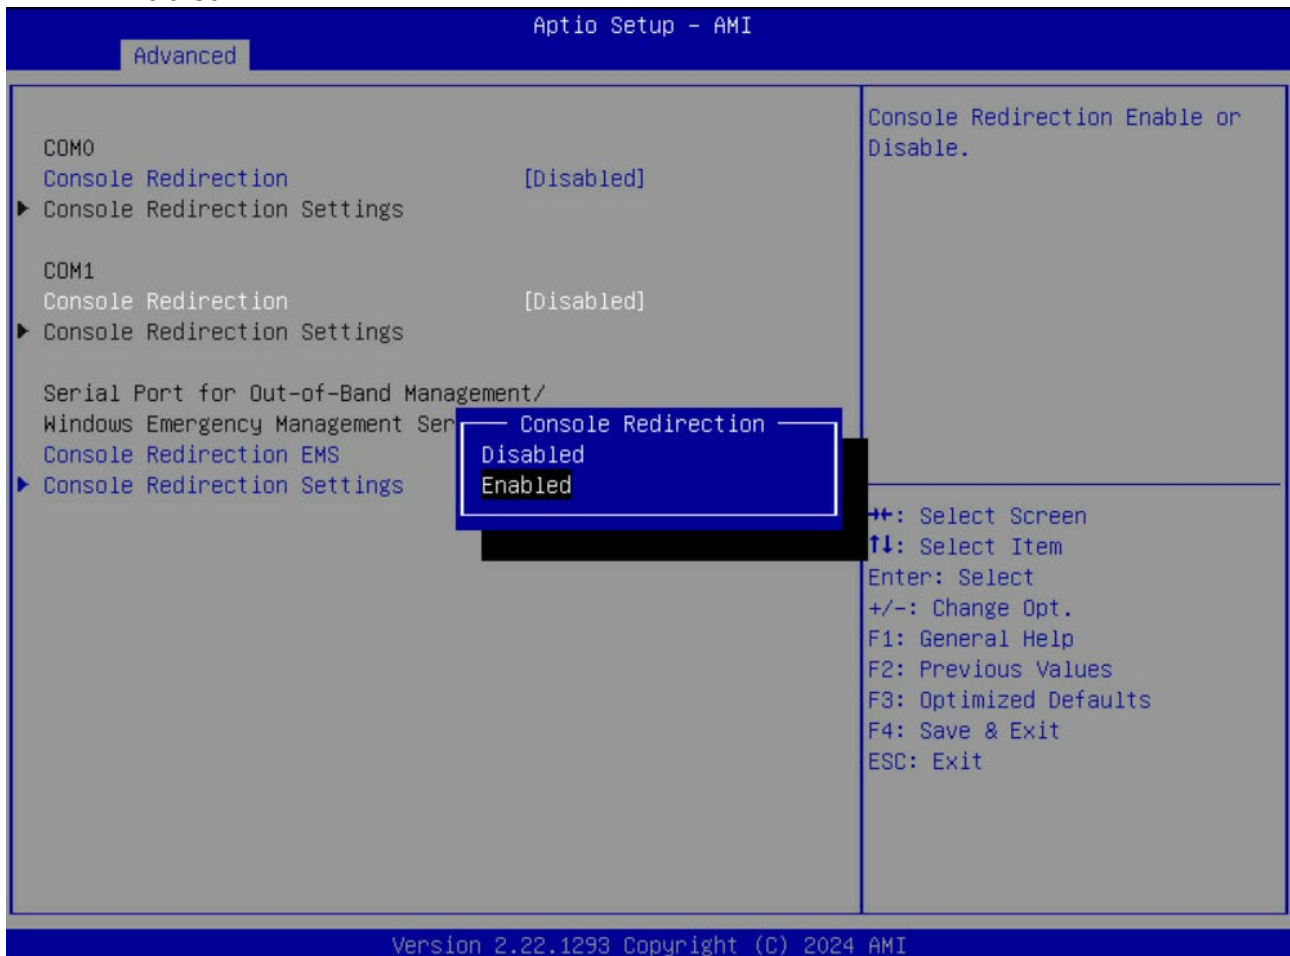 Aptio Setup – AMI
Advanced
COM0
Console Redirection [Disabled]
Console Redirection Settings
COM1
Console Redirection [Disabled]
Console Redirection Settings
Serial Port for Out-of-Band Management/
Windows Emergency Management Ser
Console Redirection EMS
Console Redirection Settings
Console Redirection
Disabled
Enabled
Console Redirection Enable or
Disable.
→←: Select Screen
↑↓: Select Item
Enter: Select
+/-: Change Opt.
F1: General Help
F2: Previous Values
F3: Optimized Defaults
F4: Save & Exit
ESC: Exit
Version 2.22.1293 Copyright (C) 2024 AMI